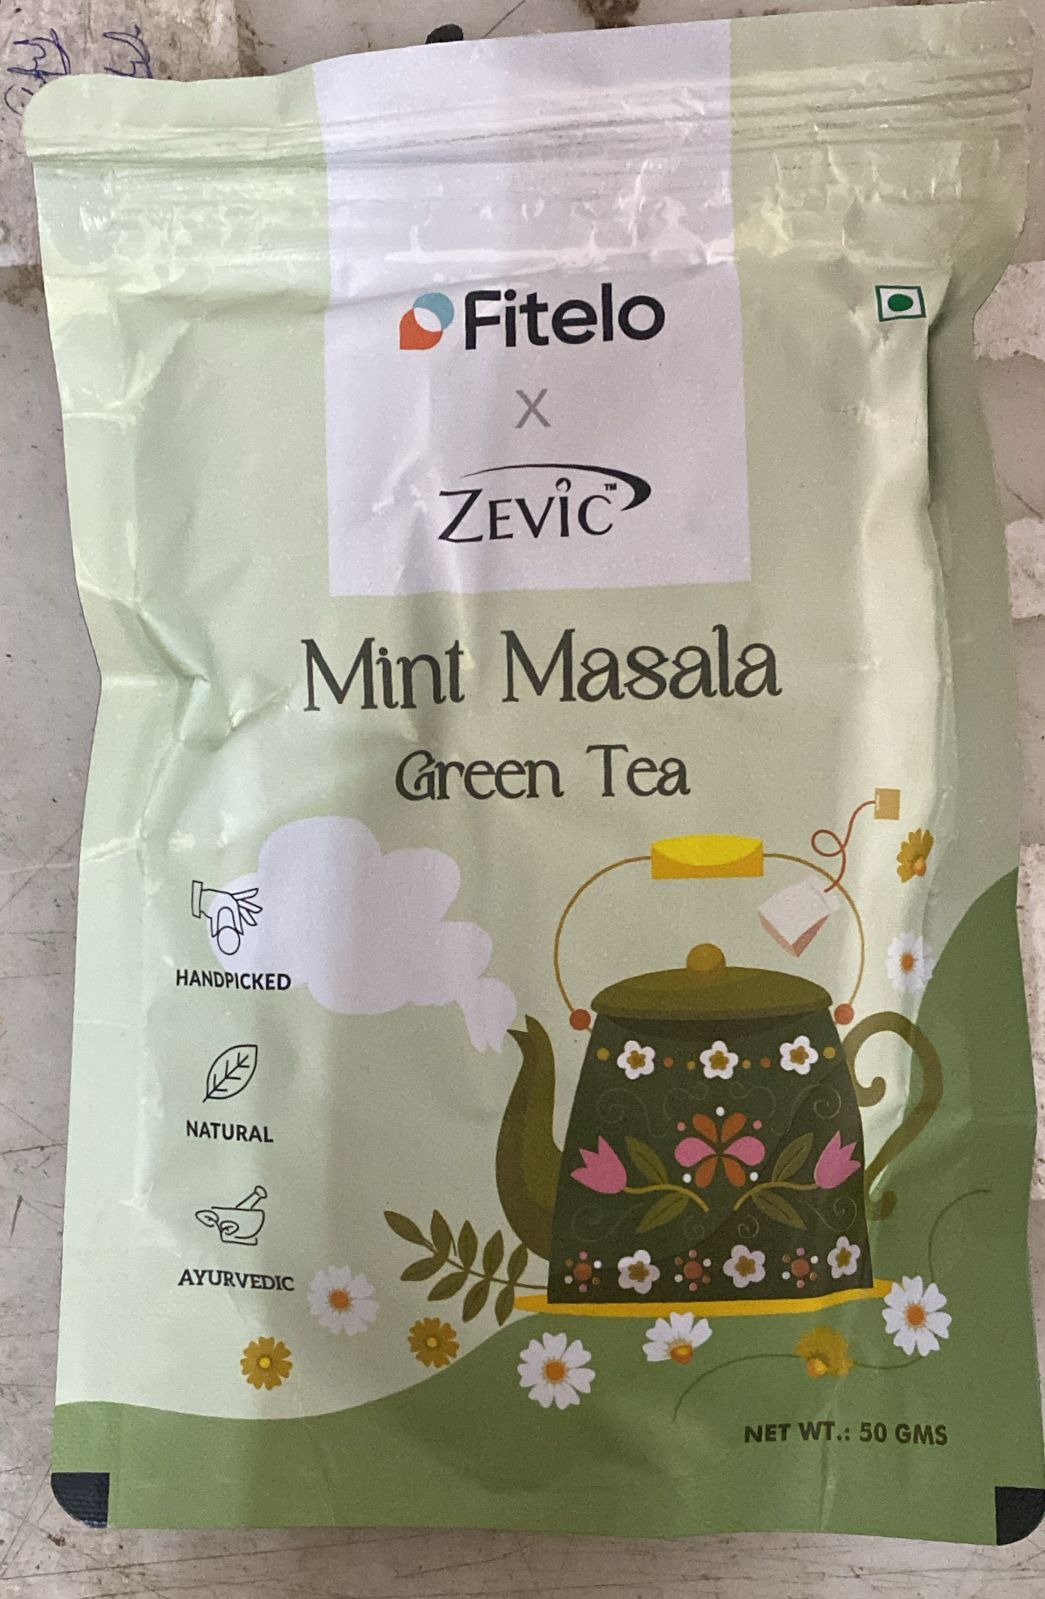 Fitelo
X
ZEVIC™
Mint Masala
Green Tea
HANDPICKED
NATURAL
AYURVEDIC
NET WT.: 50 GMS